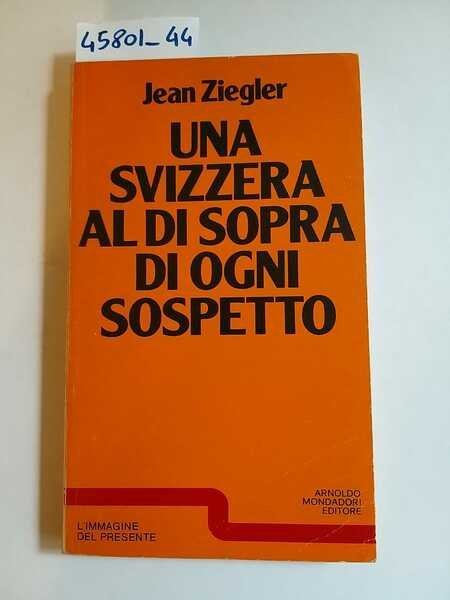 45801_44
Jean Ziegler
UNA
SVIZZERA
AL DI SOPRA
DI OGNI
SOSPETTO
ARNOLDO
MONDADORI
EDITORE
L'IMMAGINE
DEL PRESENTE